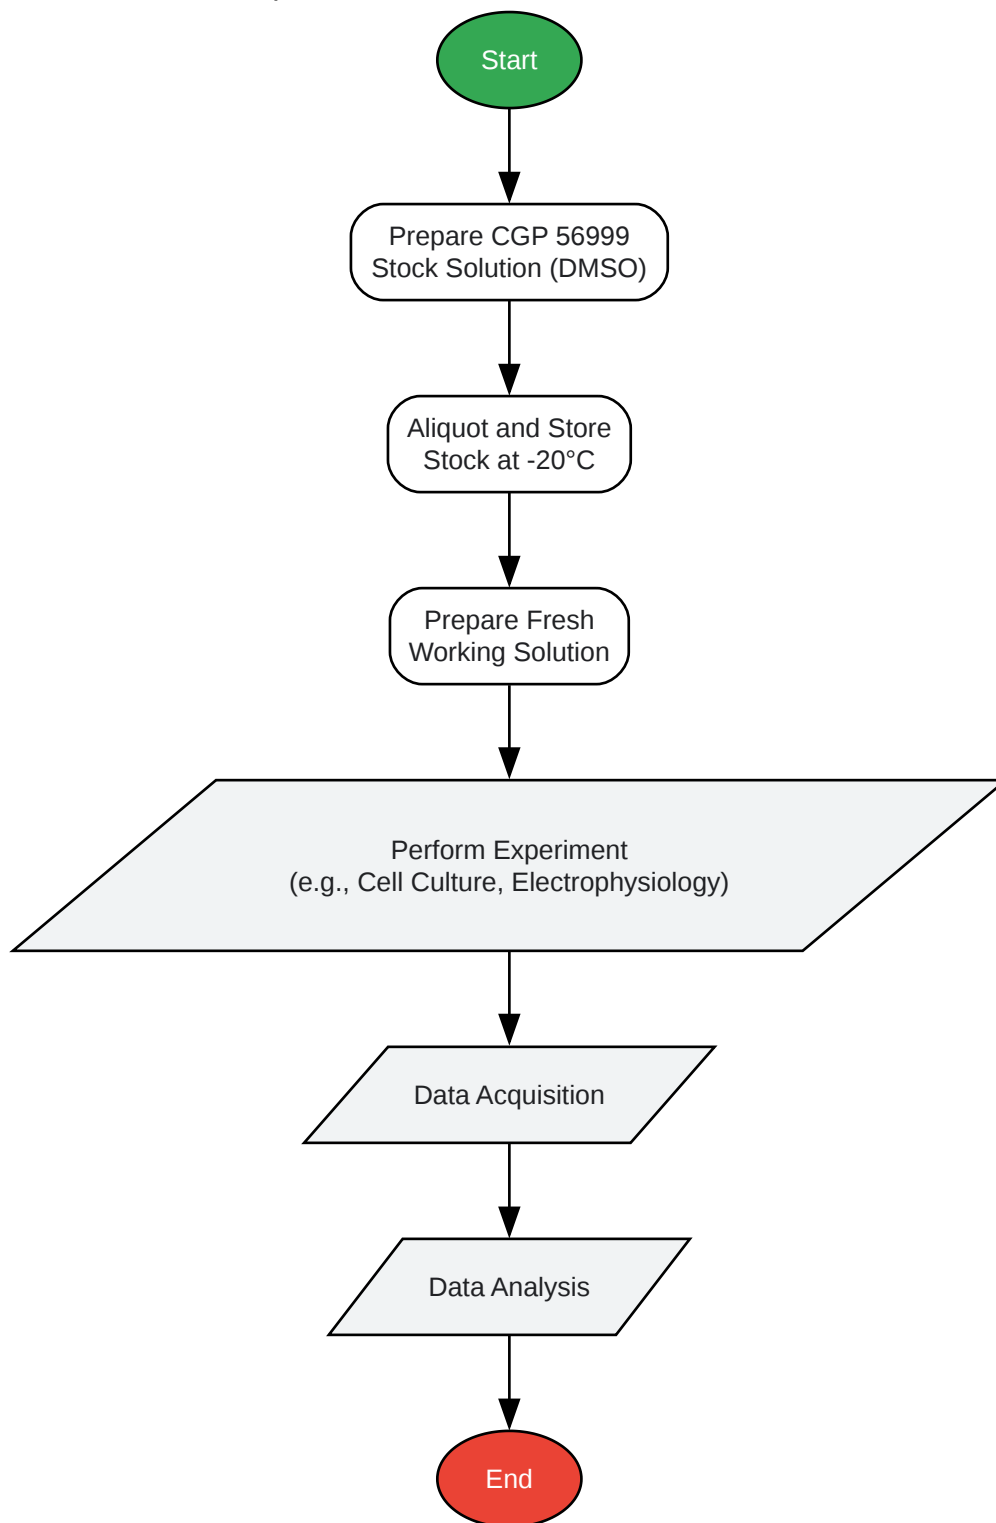 Start
Prepare CGP 56999
Stock Solution (DMSO)
Aliquot and Store
Stock at -20°C
Prepare Fresh
Working Solution
Perform Experiment
(e.g., Cell Culture, Electrophysiology)
Data Acquisition
Data Analysis
End